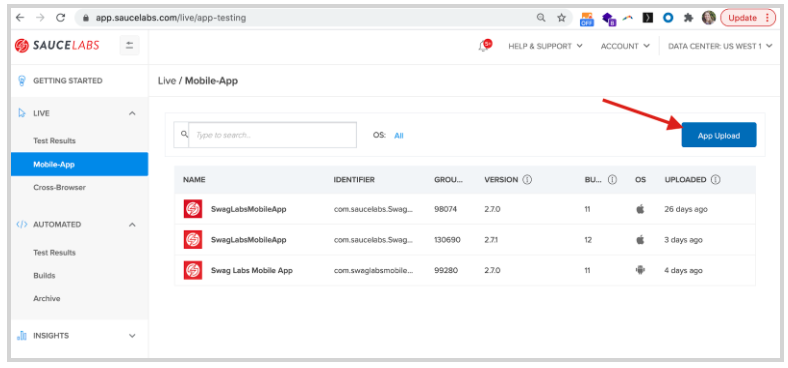 app.saucelabs.com/live/app-testing
OFF
Update
SAUCELABS
HELP & SUPPORT
ACCOUNT
DATA CENTER: US WEST 1
GETTING STARTED
Live / Mobile-App
LIVE
Test Results
Mobile-App
Cross-Browser
Type to search...
OS: All
App Upload
NAME IDENTIFIER GROU... VERSION BU... OS UPLOADED
SwagLabsMobileApp com.saucelabs.Swag... 98074 2.7.0 11 26 days ago
SwagLabsMobileApp com.saucelabs.Swag... 130690 2.7.1 12 3 days ago
Swag Labs Mobile App com.swaglabsmobile... 99280 2.7.0 11 4 days ago
AUTOMATED
Test Results
Builds
Archive
INSIGHTS